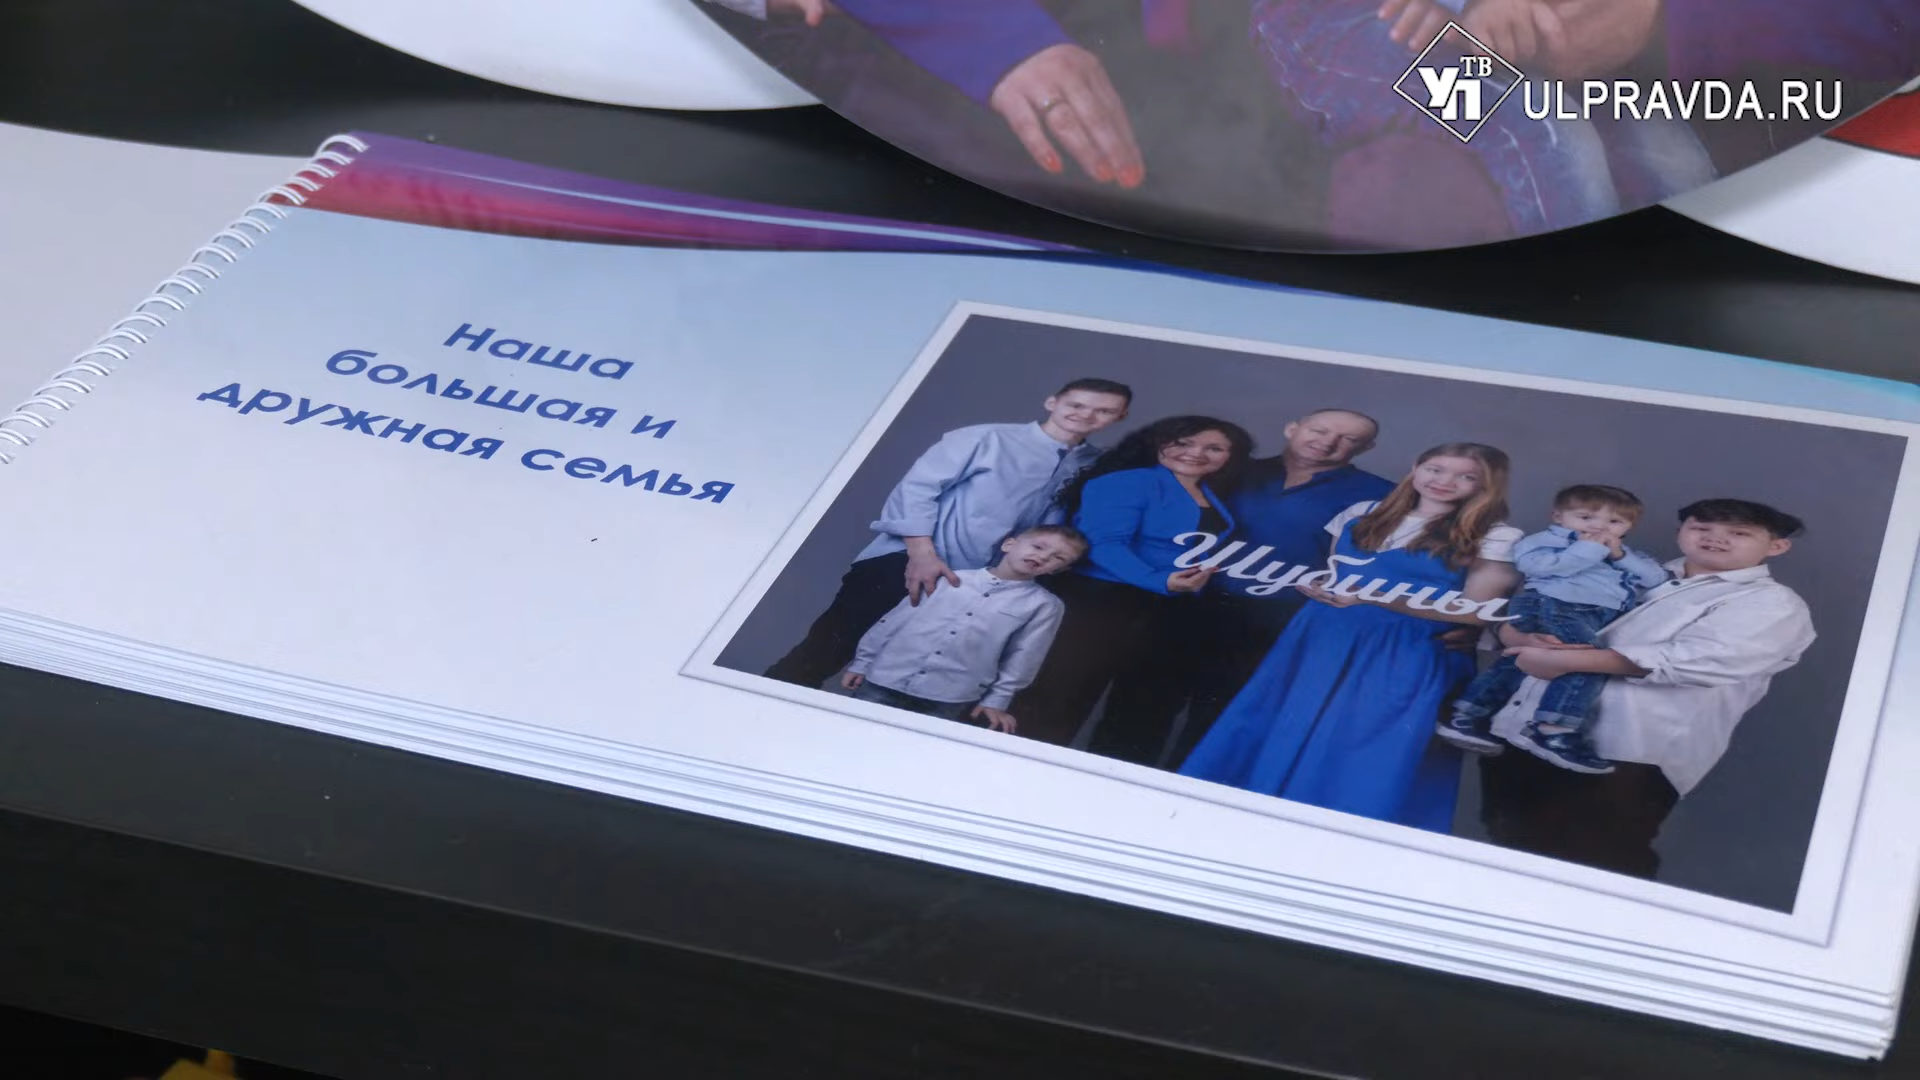 УП
ТВ
ULPRAVDA.RU
Наша
большая и
дружная семья
Шубины